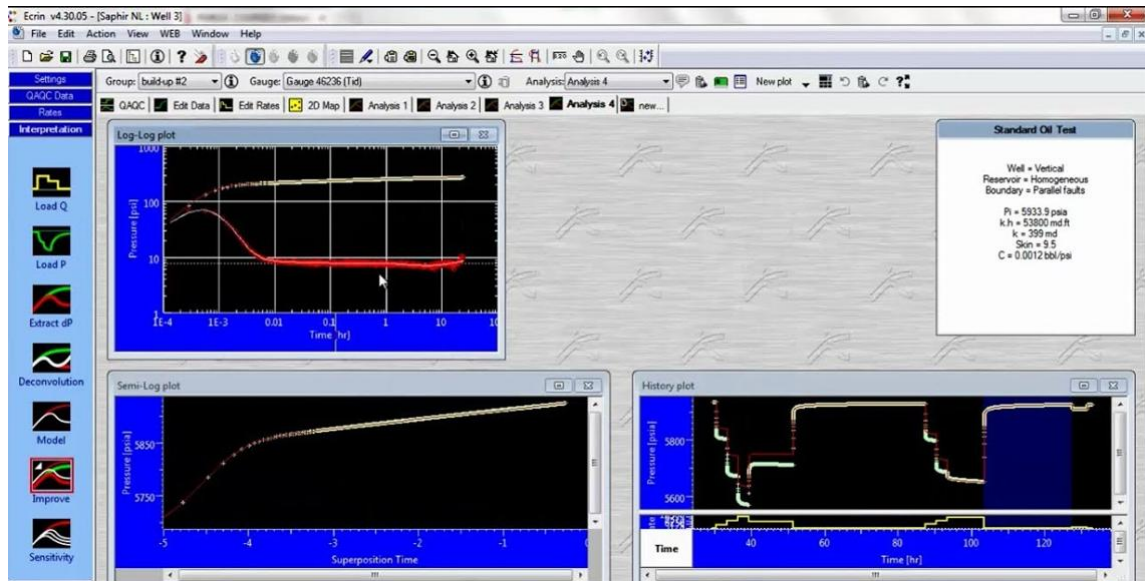 Ecrin v4.30.05 - [Saphir NL : Well 3]
File Edit Action View WEB Window Help
Settings
QAQC Data
Rates
Interpretation
Load Q
Load P
Extract dP
Deconvolution
Model
Improve
Sensitivity
Group: build-up #2 Gauge: Gauge 46236 (Tid) Analysis: Analysis 4 New plot
QAQC Edit Data Edit Rates 2D Map Analysis 1 Analysis 2 Analysis 3 Analysis 4 new...
Log-Log plot
1000
100
10
1
Pressure [psi]
1E-4 1E-3 0.01 0.1 1 10
Time [hr]
Standard Oil Test
Well = Vertical
Reservoir = Homogeneous
Boundary = Parallel faults
Pi = 5933.9 psia
k.h = 53800 md.ft
k = 399 md
Skin = 9.5
C = 0.0012 bbl/psi
Semi-Log plot
5850
5750
Pressure [psia]
-5 -4 -3 -2 -1 0
Superposition Time
History plot
5800
5600
Pressure [psia]
Time
40 60 80 100 120
Time [hr]